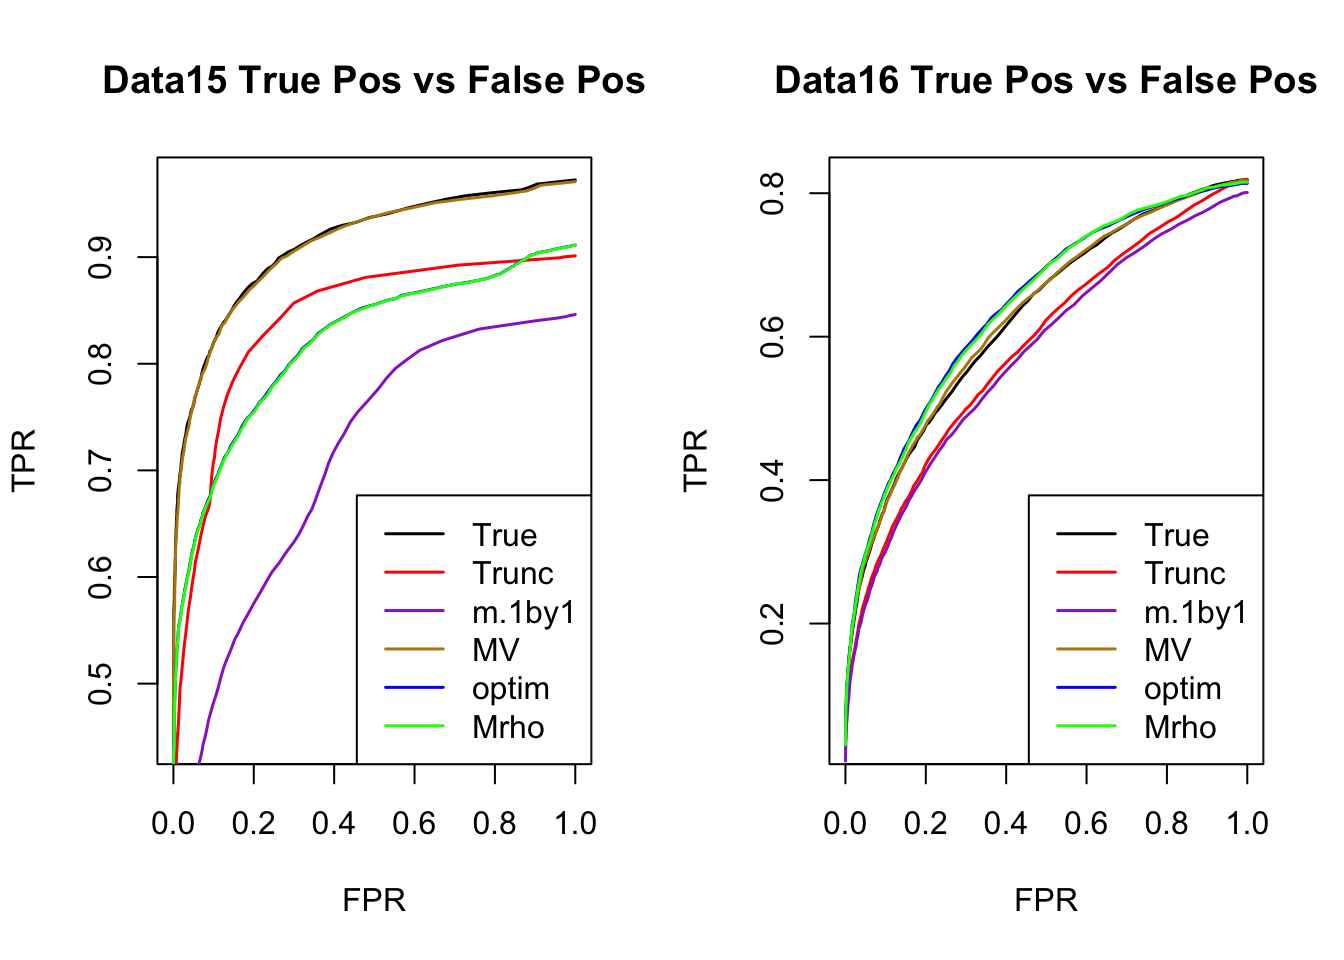 Data15 True Pos vs False Pos
TPR
0.9
0.8
0.7
0.6
0.5
True
Trunc
m.1by1
MV
optim
Mrho
0.0 0.2 0.4 0.6 0.8 1.0
FPR
Data16 True Pos vs False Pos
TPR
0.8
0.6
0.4
0.2
True
Trunc
m.1by1
MV
optim
Mrho
0.0 0.2 0.4 0.6 0.8 1.0
FPR